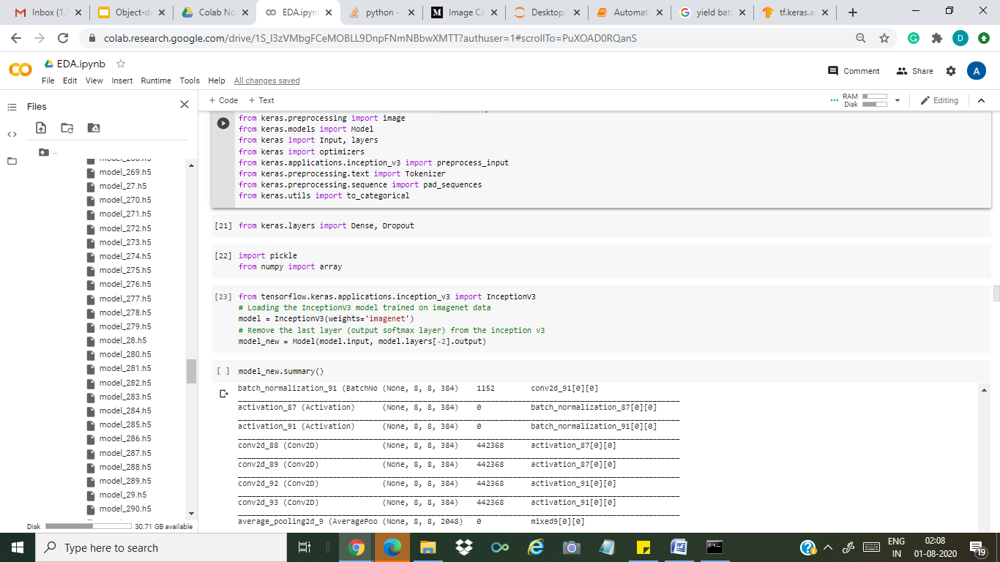 Inbox (1,1
Object-de
Colab No
EDA.ipynb
python -
Image Ca
Desktop/
Automati
yield batc
tf.keras.a
colab.research.google.com/drive/1S_l3zVMbgFCeMOBLL9DnpFNmNBbwXMTT?authuser=1#scrollTo=PuXOAD0RQanS
G
D
EDA.ipynb
Comment
Share
A
File Edit View Insert Runtime Tools Help All changes saved
Files
+ Code + Text
RAM
Disk
Editing
..
model_268.h5
model_269.h5
model_27.h5
model_270.h5
model_271.h5
model_272.h5
model_273.h5
model_274.h5
model_275.h5
model_276.h5
model_277.h5
model_278.h5
model_279.h5
model_28.h5
model_280.h5
model_281.h5
model_282.h5
model_283.h5
model_284.h5
model_285.h5
model_286.h5
model_287.h5
model_288.h5
model_289.h5
model_29.h5
model_290.h5
Disk 30.71 GB available
from keras.preprocessing import image
from keras.models import Model
from keras import Input, layers
from keras import optimizers
from keras.applications.inception_v3 import preprocess_input
from keras.preprocessing.text import Tokenizer
from keras.preprocessing.sequence import pad_sequences
from keras.utils import to_categorical
[21] from keras.layers import Dense, Dropout
[22] import pickle
from numpy import array
[23] from tensorflow.keras.applications.inception_v3 import InceptionV3
# Loading the InceptionV3 model trained on imagenet data
model = InceptionV3(weights='imagenet')
# Remove the last layer (output softmax layer) from the inception v3
model_new = Model(model.input, model.layers[-2].output)
[ ] model_new.summary()
batch_normalization_91 (BatchNo (None, 8, 8, 384) 1152 conv2d_91[0][0]
activation_87 (Activation) (None, 8, 8, 384) 0 batch_normalization_87[0][0]
activation_91 (Activation) (None, 8, 8, 384) 0 batch_normalization_91[0][0]
conv2d_88 (Conv2D) (None, 8, 8, 384) 442368 activation_87[0][0]
conv2d_89 (Conv2D) (None, 8, 8, 384) 442368 activation_87[0][0]
conv2d_92 (Conv2D) (None, 8, 8, 384) 442368 activation_91[0][0]
conv2d_93 (Conv2D) (None, 8, 8, 384) 442368 activation_91[0][0]
average_pooling2d_9 (AveragePoo (None, 8, 8, 2048) 0 mixed9[0][0]
Type here to search
ENG
IN
02:08
01-08-2020
19